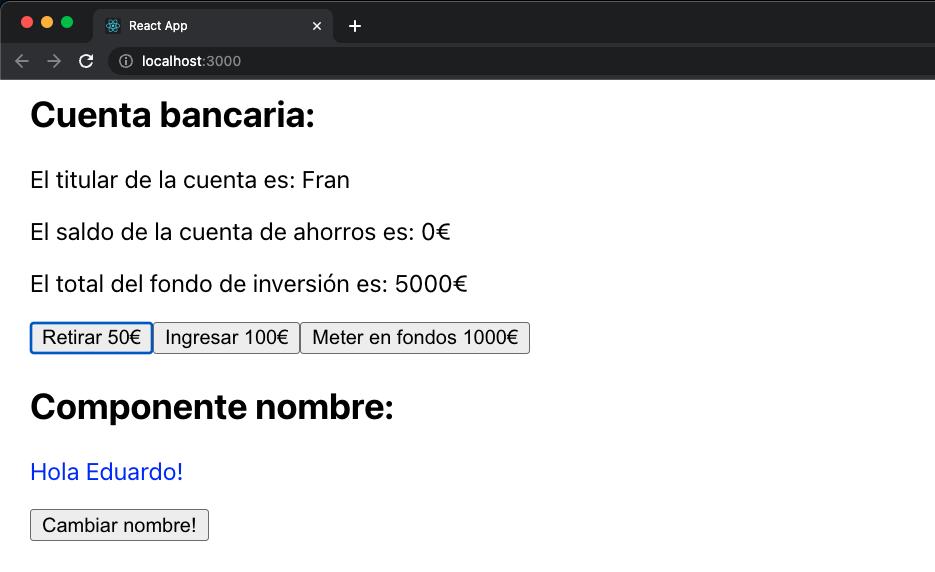 React App
localhost:3000
Cuenta bancaria:
El titular de la cuenta es: Fran
El saldo de la cuenta de ahorros es: 0€
El total del fondo de inversión es: 5000€
Retirar 50€ Ingresar 100€ Meter en fondos 1000€
Componente nombre:
Hola Eduardo!
Cambiar nombre!